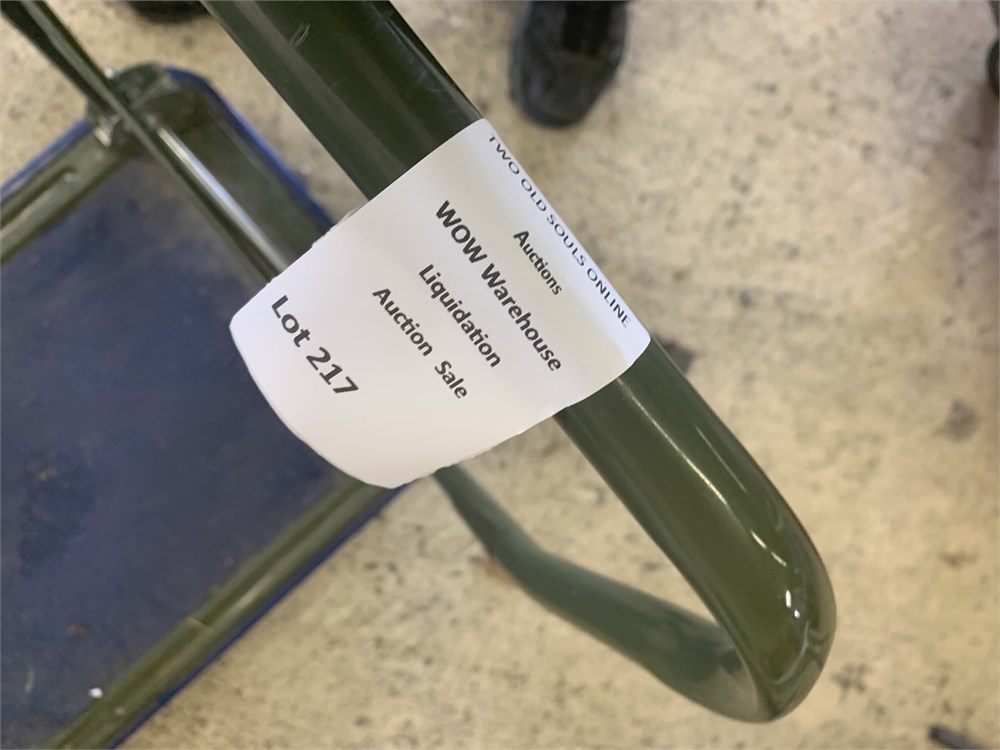 TWO OLD SOULS ONLINE
Auctions
WOW Warehouse
Liquidation
Auction Sale
Lot 217